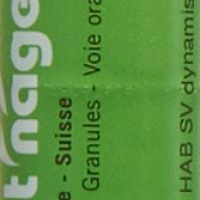 t nage
- Suisse
Granules - Voie ora
HAB SV dynamis